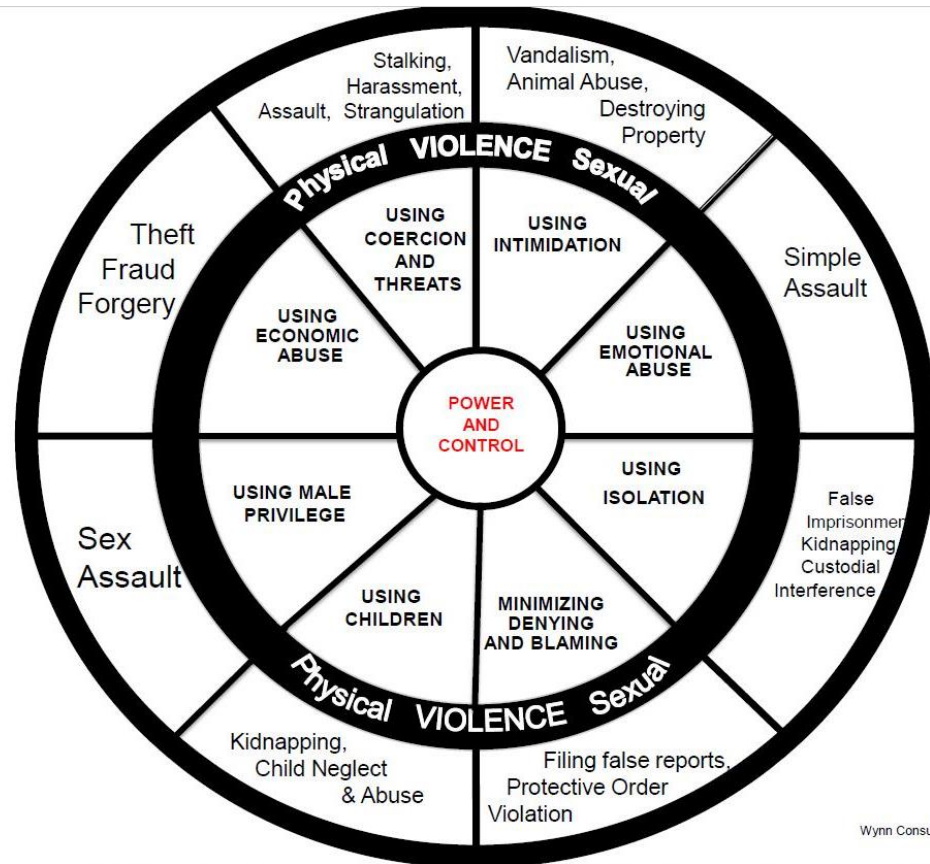 Stalking,
Harassment,
Assault, Strangulation
Vandalism,
Animal Abuse,
Destroying
Property
Physical VIOLENCE Sexual
Theft
Fraud
Forgery
USING
COERCION
AND
THREATS
USING
INTIMIDATION
Simple
Assault
USING
ECONOMIC
ABUSE
USING
EMOTIONAL
ABUSE
POWER
AND
CONTROL
USING MALE
PRIVILEGE
USING
ISOLATION
Sex
Assault
False
Imprisonmen
Kidnapping
Custodial
Interference
USING
CHILDREN
MINIMIZING
DENYING
AND BLAMING
Physical VIOLENCE Sexual
Kidnapping,
Child Neglect
& Abuse
Filing false reports,
Protective Order
Violation
Wynn Consu